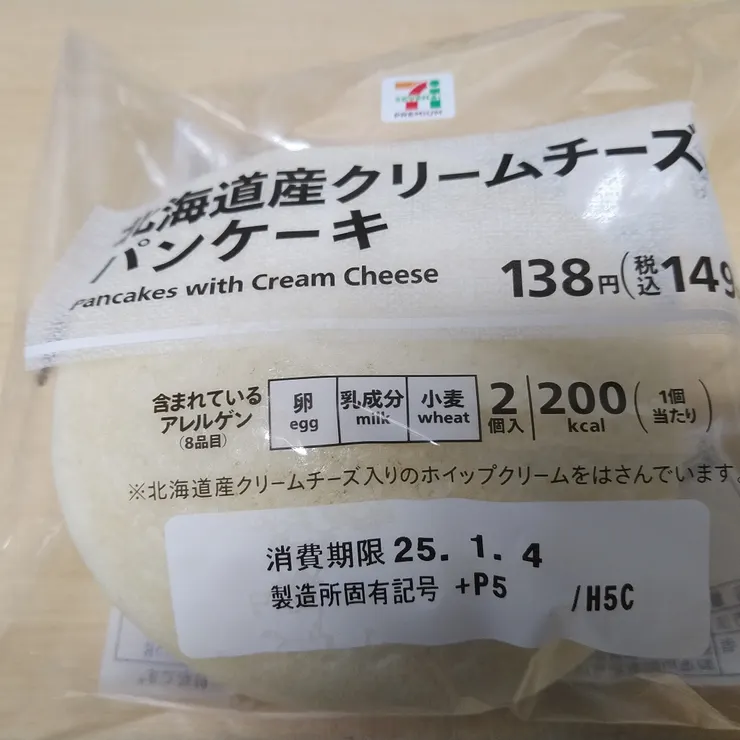 PREMIUM
北海道産クリームチーズ
パンケーキ
Pancakes with Cream Cheese
138円(税込149
含まれている
アレルゲン
(8品目)
卵 乳成分 小麦
egg milk wheat
2個入
200kcal(1個当たり)
※北海道産クリームチーズ入りのホイップクリームをはさんでいます。
消費期限 25. 1. 4
製造所固有記号 +P5 /H5C